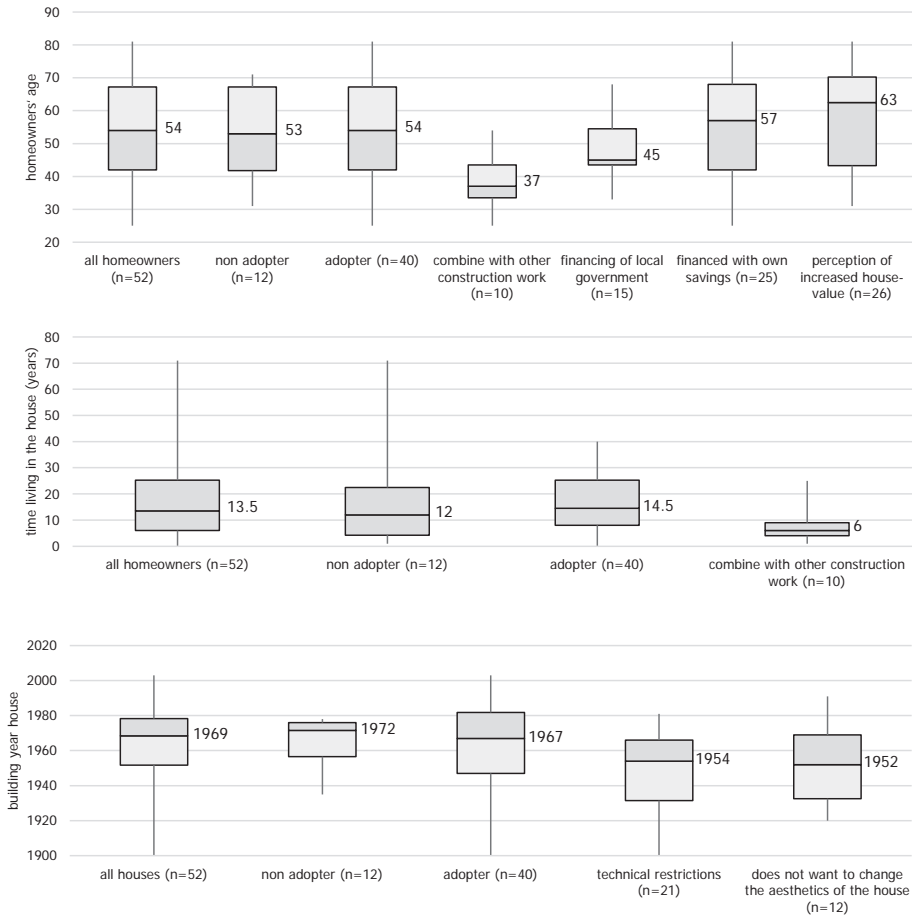 90
80
70
60
50
40
30
20
homeowners' age
54
53
54
37
45
57
63
all homeowners
(n=52)
non adopter
(n=12)
adopter (n=40)
combine with other
construction work
(n=10)
financing of local
government
(n=15)
financed with own
savings (n=25)
perception of
increased house-
value (n=26)
80
70
60
50
40
30
20
10
0
time living in the house (years)
13.5
12
14.5
6
all homeowners (n=52)
non adopter (n=12)
adopter (n=40)
combine with other construction
work (n=10)
2020
2000
1980
1960
1940
1920
1900
building year house
1969
1972
1967
1954
1952
all houses (n=52)
non adopter (n=12)
adopter (n=40)
technical restrictions
(n=21)
does not want to change
the aesthetics of the house
(n=12)